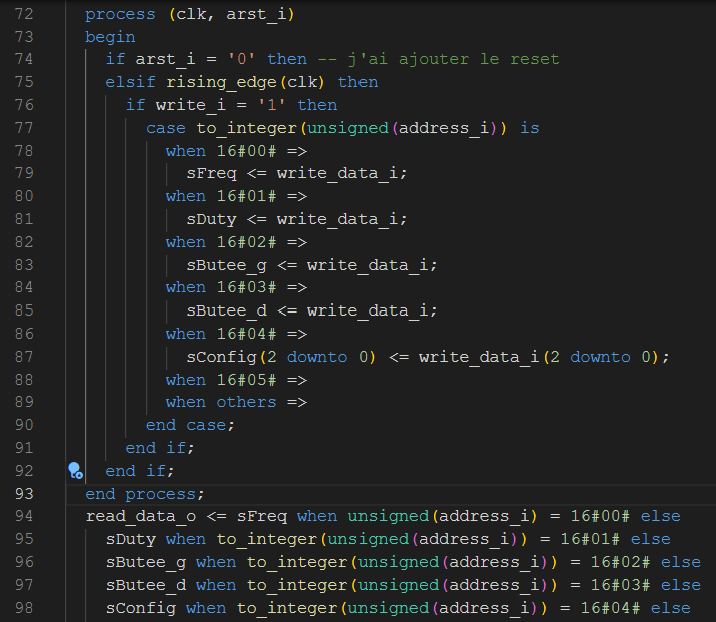 72 process (clk, arst_i)
73 begin
74 if arst_i = '0' then -- j'ai ajouter le reset
75 elsif rising_edge(clk) then
76 if write_i = '1' then
77 case to_integer(unsigned(address_i)) is
78 when 16#00# =>
79 sFreq <= write_data_i;
80 when 16#01# =>
81 sDuty <= write_data_i;
82 when 16#02# =>
83 sButee_g <= write_data_i;
84 when 16#03# =>
85 sButee_d <= write_data_i;
86 when 16#04# =>
87 sConfig(2 downto 0) <= write_data_i(2 downto 0);
88 when 16#05# =>
89 when others =>
90 end case;
91 end if;
92 end if;
93 end process;
94 read_data_o <= sFreq when unsigned(address_i) = 16#00# else
95 sDuty when to_integer(unsigned(address_i)) = 16#01# else
96 sButee_g when to_integer(unsigned(address_i)) = 16#02# else
97 sButee_d when to_integer(unsigned(address_i)) = 16#03# else
98 sConfig when to_integer(unsigned(address_i)) = 16#04# else